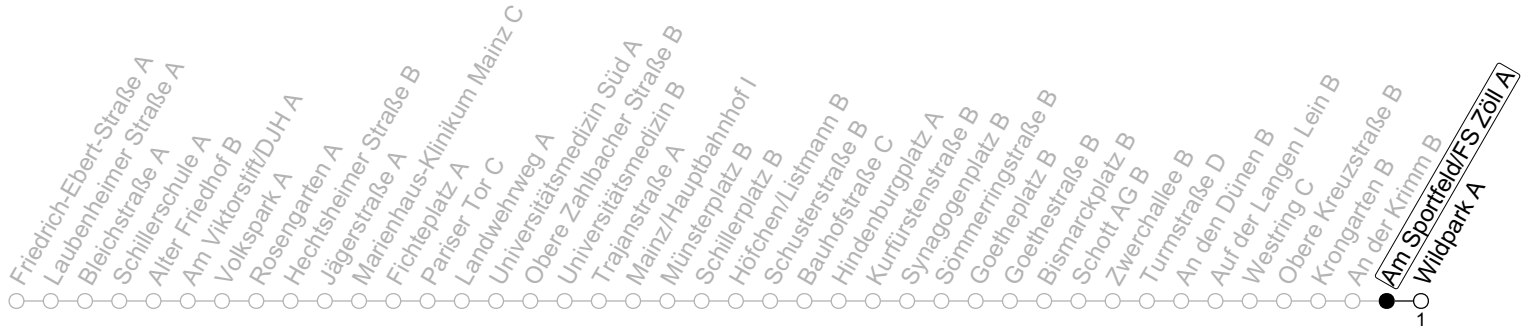 Friedrich-Ebert-Straße A
Laubenheimer Straße A
Bleichstraße A
Schillerschule A
Alter Friedhof B
Am Viktorstift/DJH A
Volkspark A
Rosengarten A
Hechtsheimer Straße B
Jägerstraße A
Marienhaus-Klinikum Mainz C
Fichteplatz A
Pariser Tor C
Landwehrweg A
Universitätsmedizin Süd A
Obere Zahlbacher Straße B
Universitätsmedizin B
Trajanstraße A
Mainz/Hauptbahnhof I
Münsterplatz B
Schillerplatz B
Höfchen/Listmann B
Schusterstraße B
Bauhofstraße C
Hindenburgplatz A
Kurfürstenstraße B
Synagogenplatz B
Sömmerringstraße B
Goetheplatz B
Goethestraße B
Bismarckplatz B
Schott AG B
Zwerchallee B
Turmstraße D
An den Dünen B
Auf der Langen Lein B
Westring C
Obere Kreuzstraße B
Krongarten B
An der Krimm B
Am Sportfeld/FS Zöll A
Wildpark A
1